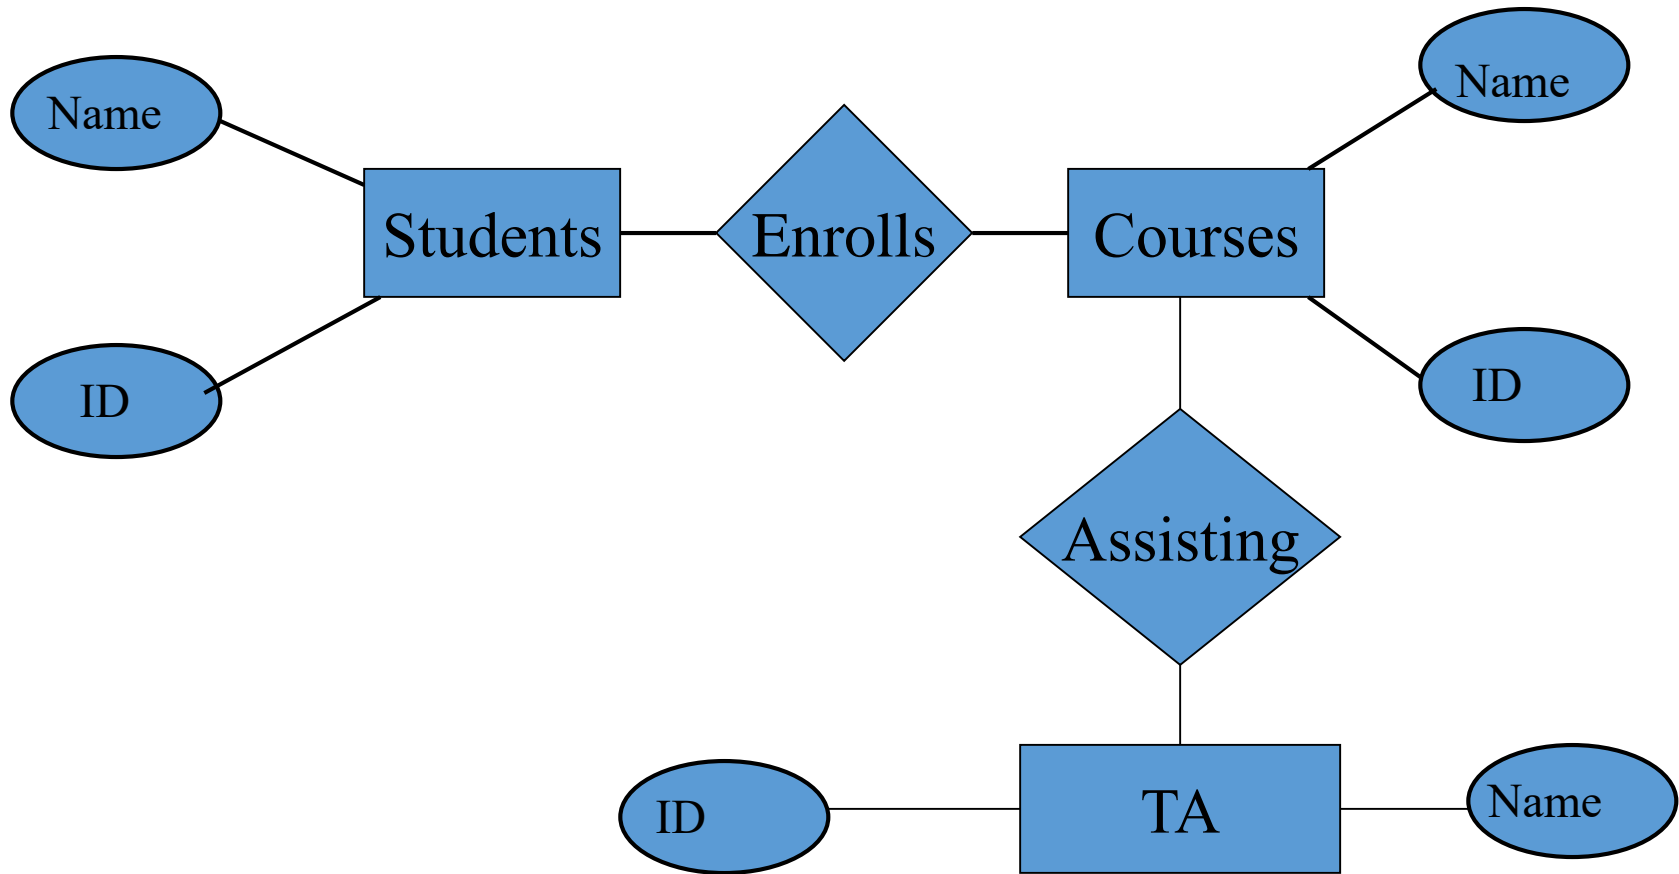 Name
Name
Students
Enrolls
Courses
ID
ID
Assisting
ID
TA
Name